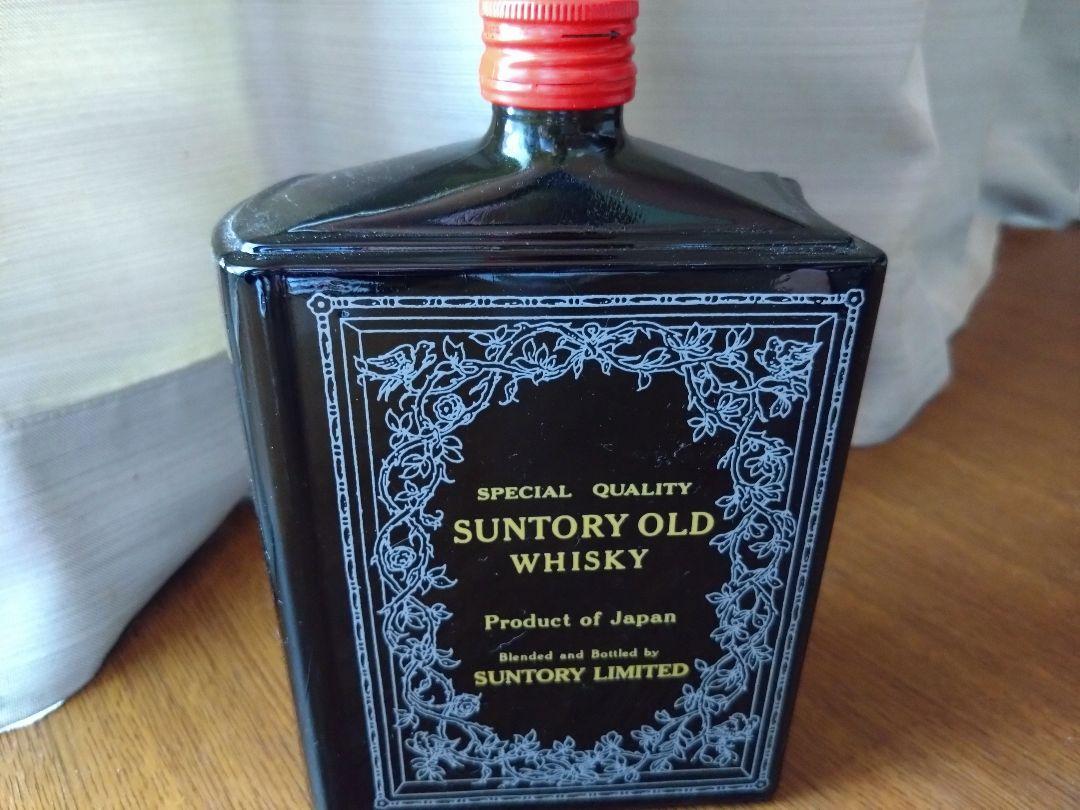 SPECIAL QUALITY
SUNTORY OLD
WHISKY
Product of Japan
Blended and Bottled by
SUNTORY LIMITED